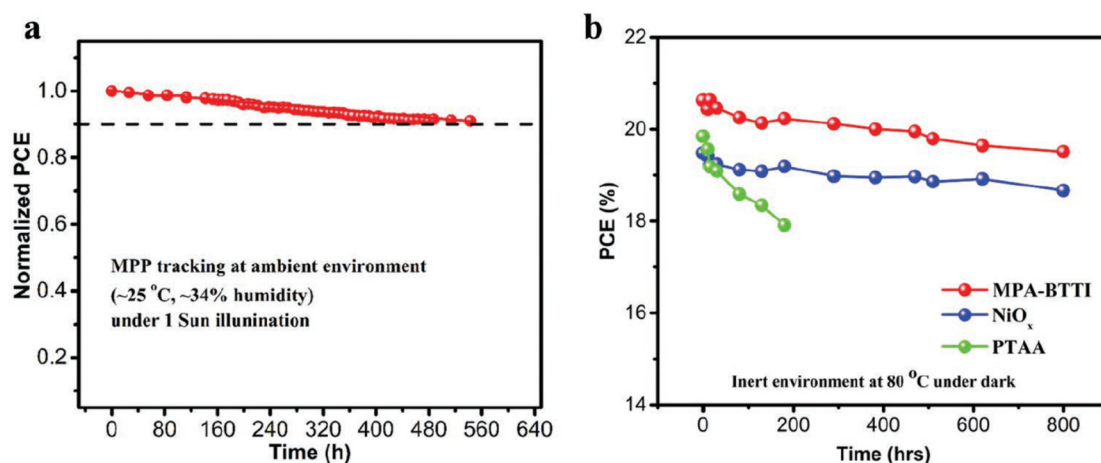 a
Normalized PCE
1.0
0.8
0.6
0.4
0.2
0 80 160 240 320 400 480 560 640
Time (h)
MPP tracking at ambient environment
(~25 °C, ~34% humidity)
under 1 Sun illunination
b
PCE (%)
22
20
18
16
14
0 200 400 600 800
Time (hrs)
MPA-BTTI
NiOₓ
PTAA
Inert environment at 80 °C under dark